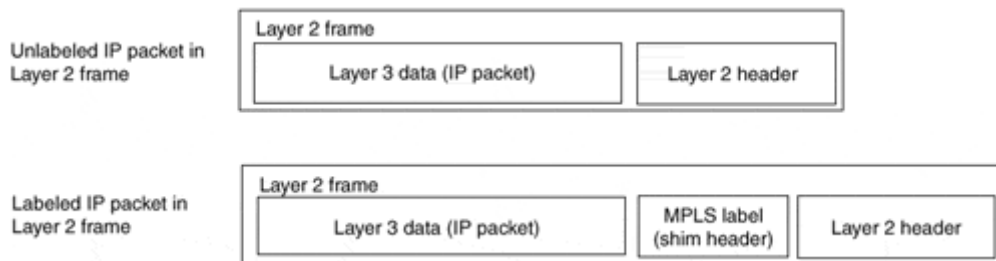 Unlabeled IP packet in
Layer 2 frame
Layer 2 frame
Layer 3 data (IP packet)
Layer 2 header
Labeled IP packet in
Layer 2 frame
Layer 2 frame
Layer 3 data (IP packet)
MPLS label
(shim header)
Layer 2 header